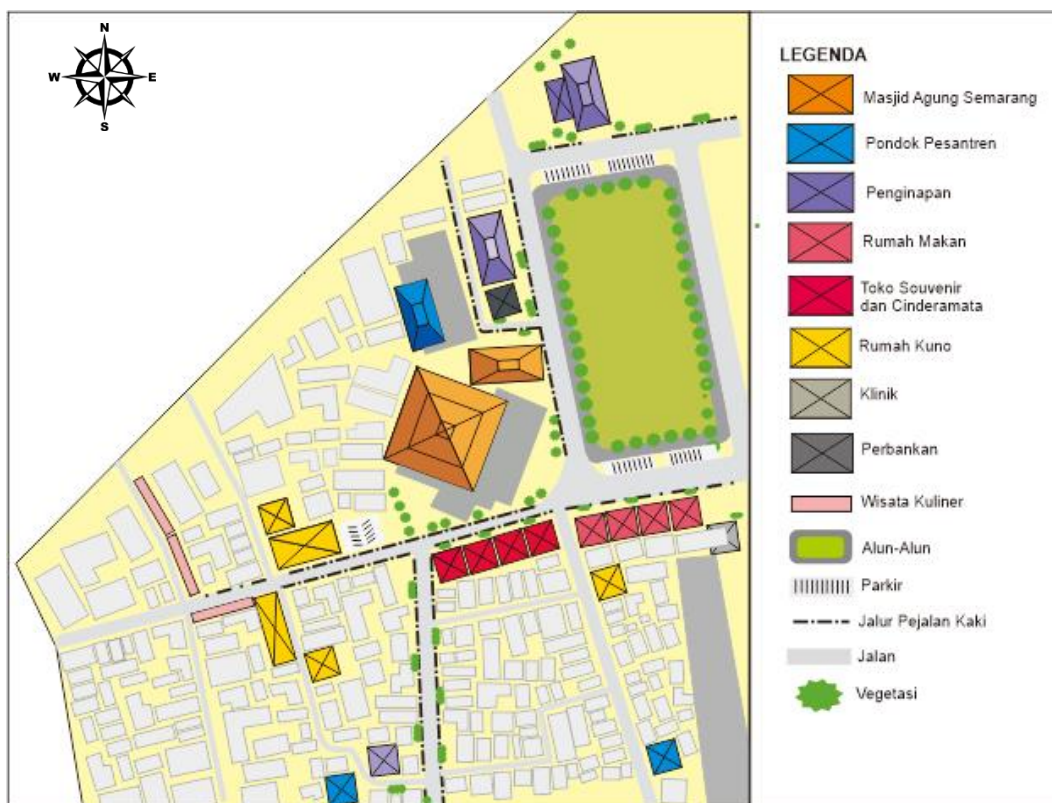 N
W E
S
LEGENDA
Masjid Agung Semarang
Pondok Pesantren
Penginapan
Rumah Makan
Toko Souvenir
dan Cinderamata
Rumah Kuno
Klinik
Perbankan
Wisata Kuliner
Alun-Alun
Parkir
Jalur Pejalan Kaki
Jalan
Vegetasi